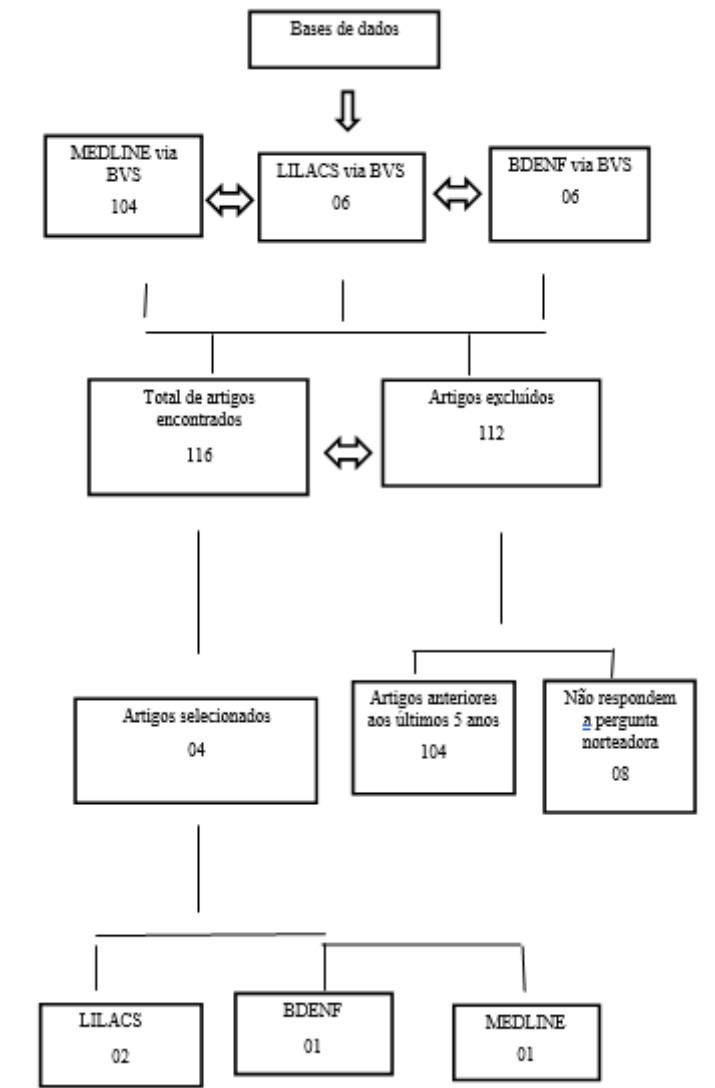 Bases de dados
MEDLINE via
BVS
104
LILACS via BVS
06
BDENF via BVS
06
Total de artigos
encontrados
116
Artigos excluídos
112
Artigos selecionados
04
Artigos anteriores
aos últimos 5 anos
104
Não respondem
a pergunta
norteadora
08
LILACS
02
BDENF
01
MEDLINE
01